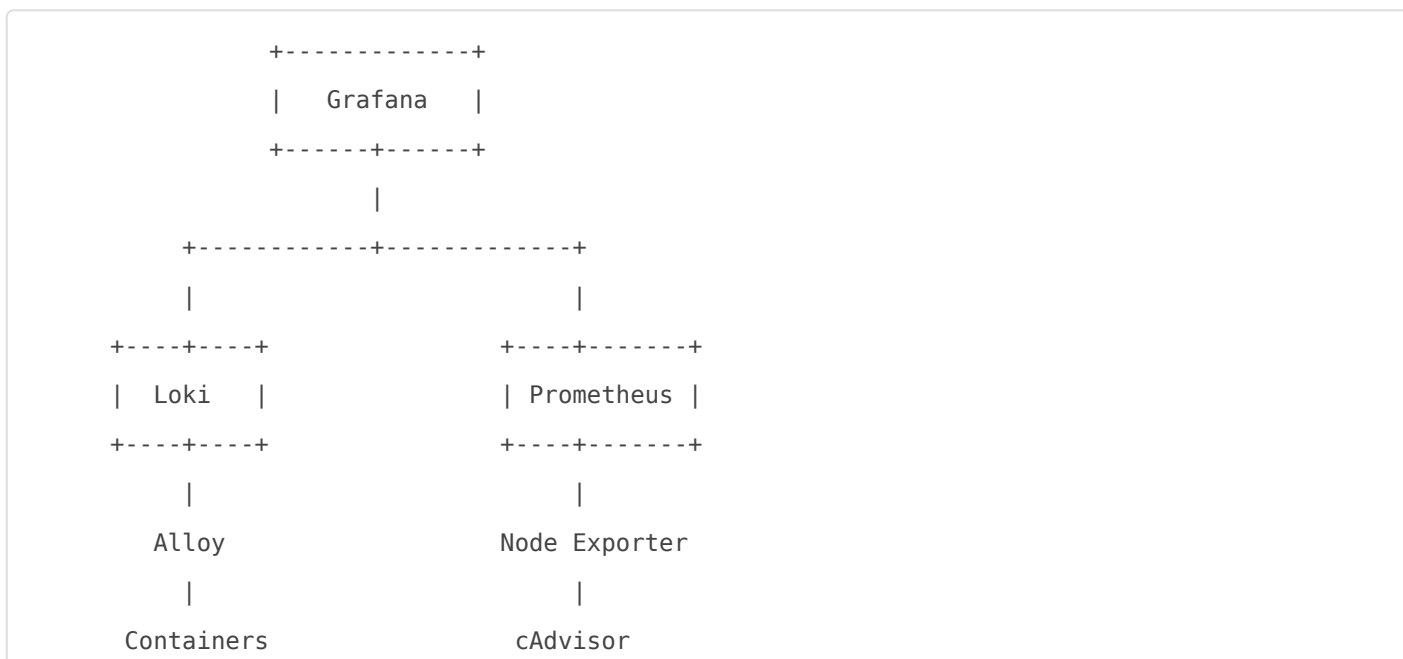 +-------------+
|   Grafana   |
+------+------+
|
+------------+-------------+
|                          |
+----+----+                +----+-------+
|  Loki   |                | Prometheus |
+----+----+                +----+-------+
|                          |
Alloy                   Node Exporter
|                          |
Containers                 cAdvisor